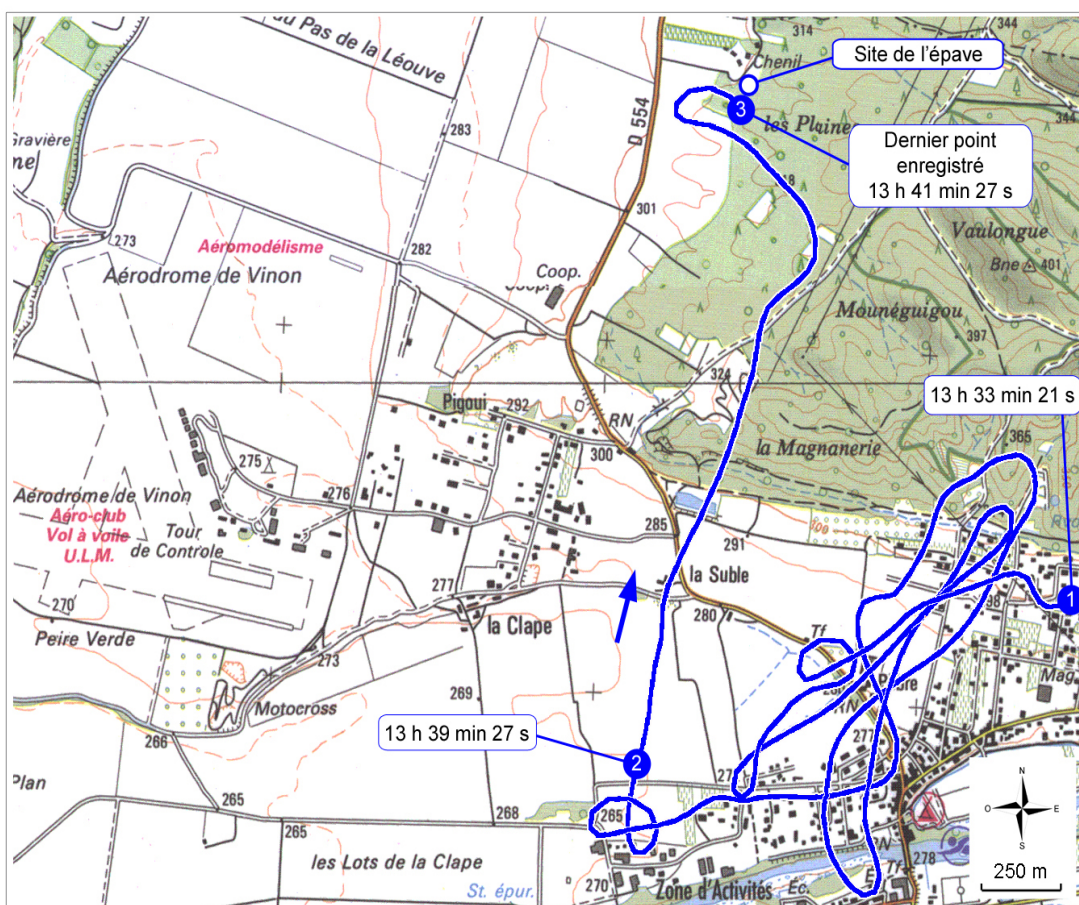 du Pas de la Léouve
314
344
Chenil
Site de l'épave
Gravière
283
D 554
3
les Plaine
344
Dernier point
enregistré
13 h 41 min 27 s
301
273
Aéromodélisme
282
Aérodrome de Vinon
Coop.
Vaulongue
Bne
401
Mounéguigou
397
324
13 h 33 min 21 s
Pigoui
292
RN
la Magnanerie
365
300
275
276
Aérodrome de Vinon
Aéro-club
Vol à voile
U.L.M.
Tour
de Controle
285
291
la Suble
277
280
1
270
Peire Verde
la Clape
98
273
Tf
269
Mag.
Motocross
RN
266
13 h 39 min 27 s
2
277
Plan
265
268
265
265
N
O
E
S
les Lots de la Clape
278
250 m
St. épur.
270
Zone d'Activités
Ec.